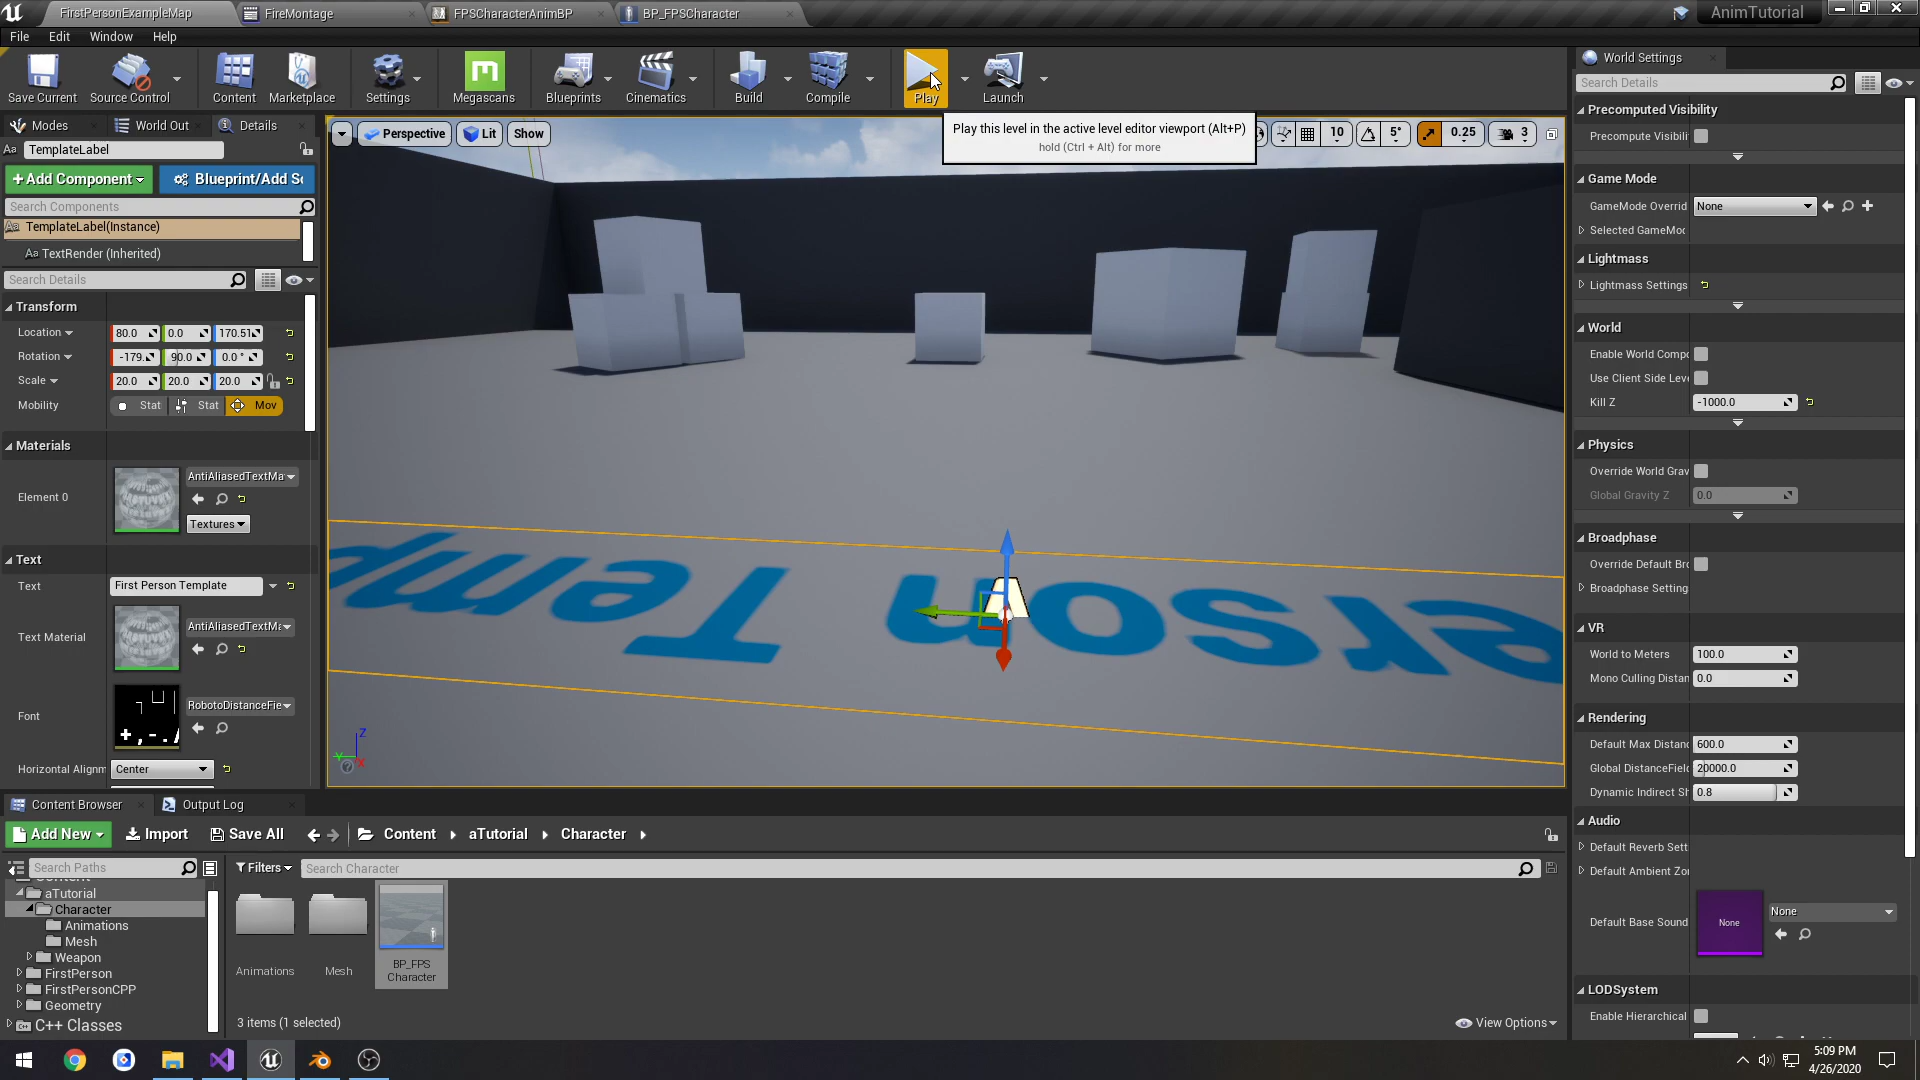 FirstPersonExampleMap
FireMontage
FPSCharacterAnimBP
BP_FPSCharacter
AnimTutorial
File Edit Window Help
Save Current
Source Control
Content
Marketplace
Settings
Megascans
Blueprints
Cinematics
Build
Compile
Play
Launch
Play this level in the active level editor viewport (Alt+P)
hold (Ctrl + Alt) for more
Modes
World Out
Details
TemplateLabel
+Add Component
Blueprint/Add Sc
Search Components
TemplateLabel(Instance)
TextRender (Inherited)
Search Details
Transform
Location 80.0 0.0 170.51
Rotation -179. 90.0 0.0 °
Scale 20.0 20.0 20.0
Mobility Stat Stat Mov
Materials
Element 0
AntiAliasedTextMa
Textures
Text
Text First Person Template
Text Material
AntiAliasedTextMa
Font
RobotoDistanceFie
Horizontal Alignm Center
Perspective
Lit
Show
10
5°
0.25
3
erson Temp
Z
Y
X
World Settings
Search Details
Precomputed Visibility
Precompute Visibili
Game Mode
GameMode Overrid None
Selected GameMod
Lightmass
Lightmass Settings
World
Enable World Compo
Use Client Side Leve
Kill Z -1000.0
Physics
Override World Grav
Global Gravity Z 0.0
Broadphase
Override Default Bro
Broadphase Setting
VR
World to Meters 100.0
Mono Culling Distan 0.0
Rendering
Default Max Distanc 600.0
Global DistanceField 20000.0
Dynamic Indirect Sh 0.8
Audio
Default Reverb Sett
Default Ambient Zon
Default Base Sound
None
None
LODSystem
Enable Hierarchical
Content Browser
Output Log
Add New
Import
Save All
Content
aTutorial
Character
Search Paths
Filters
Search Character
aTutorial
Character
Animations
Mesh
Weapon
FirstPerson
FirstPersonCPP
Geometry
C++ Classes
Animations
Mesh
BP_FPS
Character
3 items (1 selected)
View Options
5:09 PM
4/26/2020